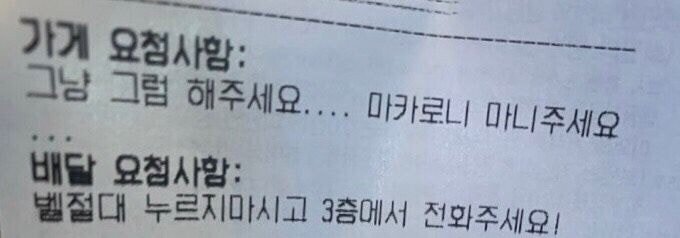 가게 요청사항:
그냥 그럼 해주세요.... 마카로니 마니주세요
...
배달 요청사항:
벨절대 누르지마시고 3층에서 전화주세요!